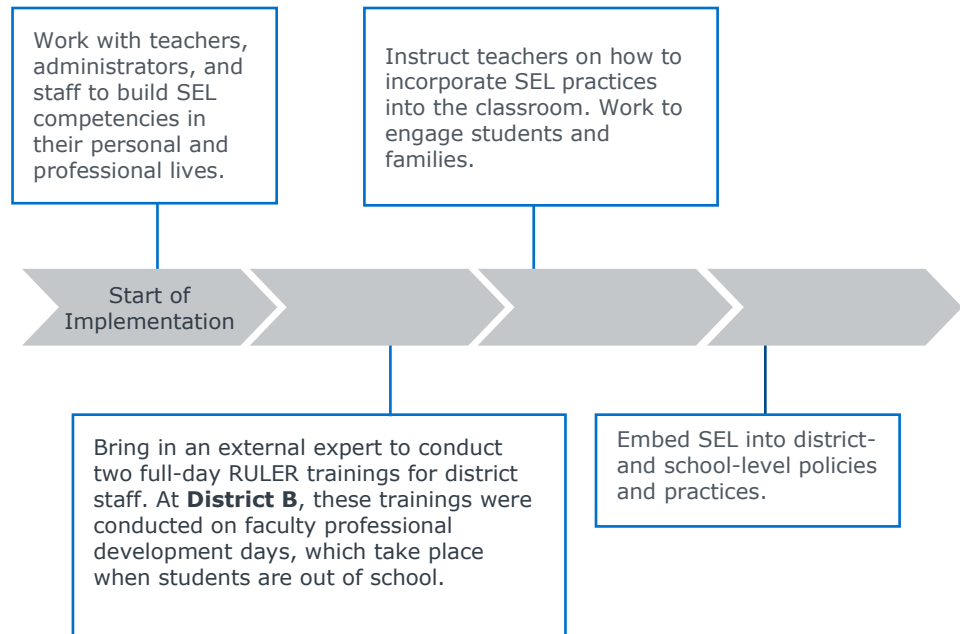 Work with teachers,
administrators, and
staff to build SEL
competencies in
their personal and
professional lives.
Instruct teachers on how to
incorporate SEL practices
into the classroom. Work to
engage students and
families.
Start of
Implementation
Bring in an external expert to conduct
two full-day RULER trainings for district
staff. At District B, these trainings were
conducted on faculty professional
development days, which take place
when students are out of school.
Embed SEL into district-
and school-level policies
and practices.